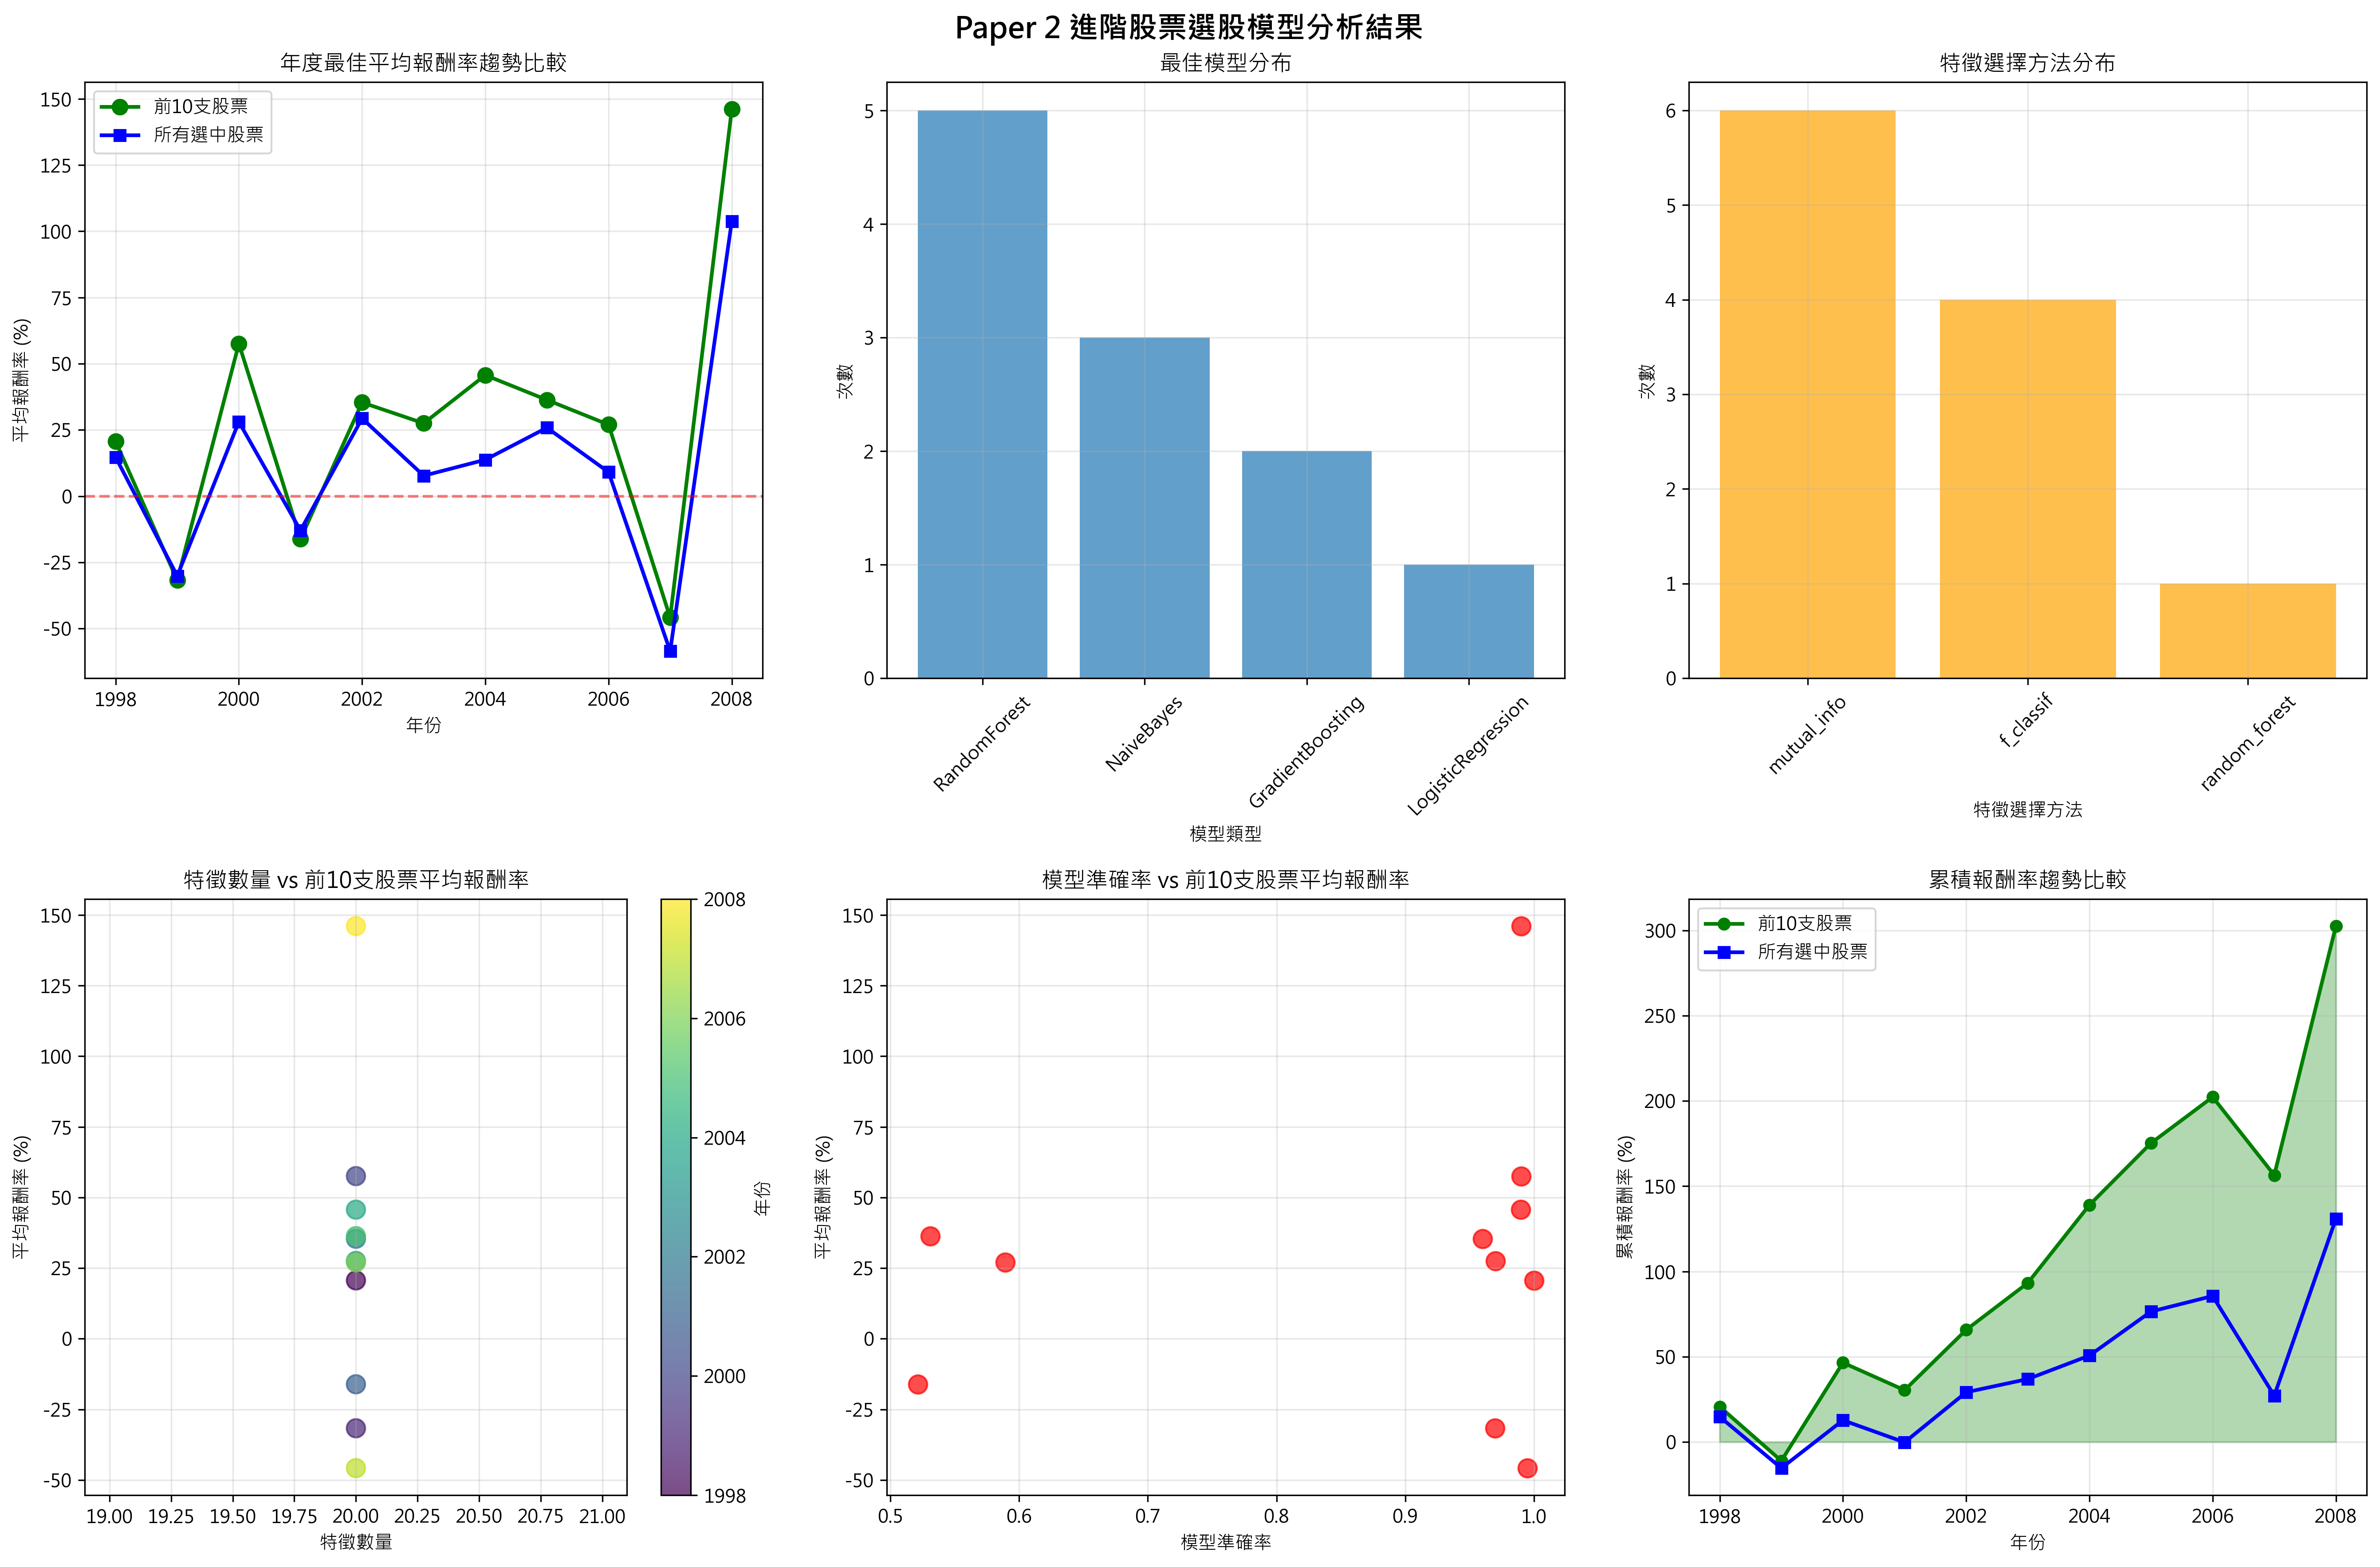 Paper 2 進階股票選股模型分析結果
年度最佳平均報酬率趨勢比較
前10支股票
所有選中股票
平均報酬率 (%)
150
125
100
75
50
25
0
-25
-50
1998
2000
2002
2004
2006
2008
年份
最佳模型分布
次數
5
4
3
2
1
0
RandomForest
NaiveBayes
GradientBoosting
LogisticRegression
模型類型
特徵選擇方法分布
次數
6
5
4
3
2
1
0
mutual_info
f_classif
random_forest
特徵選擇方法
特徵數量 vs 前10支股票平均報酬率
平均報酬率 (%)
150
125
100
75
50
25
0
-25
-50
19.00
19.25
19.50
19.75
20.00
20.25
20.50
20.75
21.00
特徵數量
2008
2006
2004
2002
2000
1998
年份
模型準確率 vs 前10支股票平均報酬率
平均報酬率 (%)
150
125
100
75
50
25
0
-25
-50
0.5
0.6
0.7
0.8
0.9
1.0
模型準確率
累積報酬率趨勢比較
前10支股票
所有選中股票
累積報酬率 (%)
300
250
200
150
100
50
0
1998
2000
2002
2004
2006
2008
年份